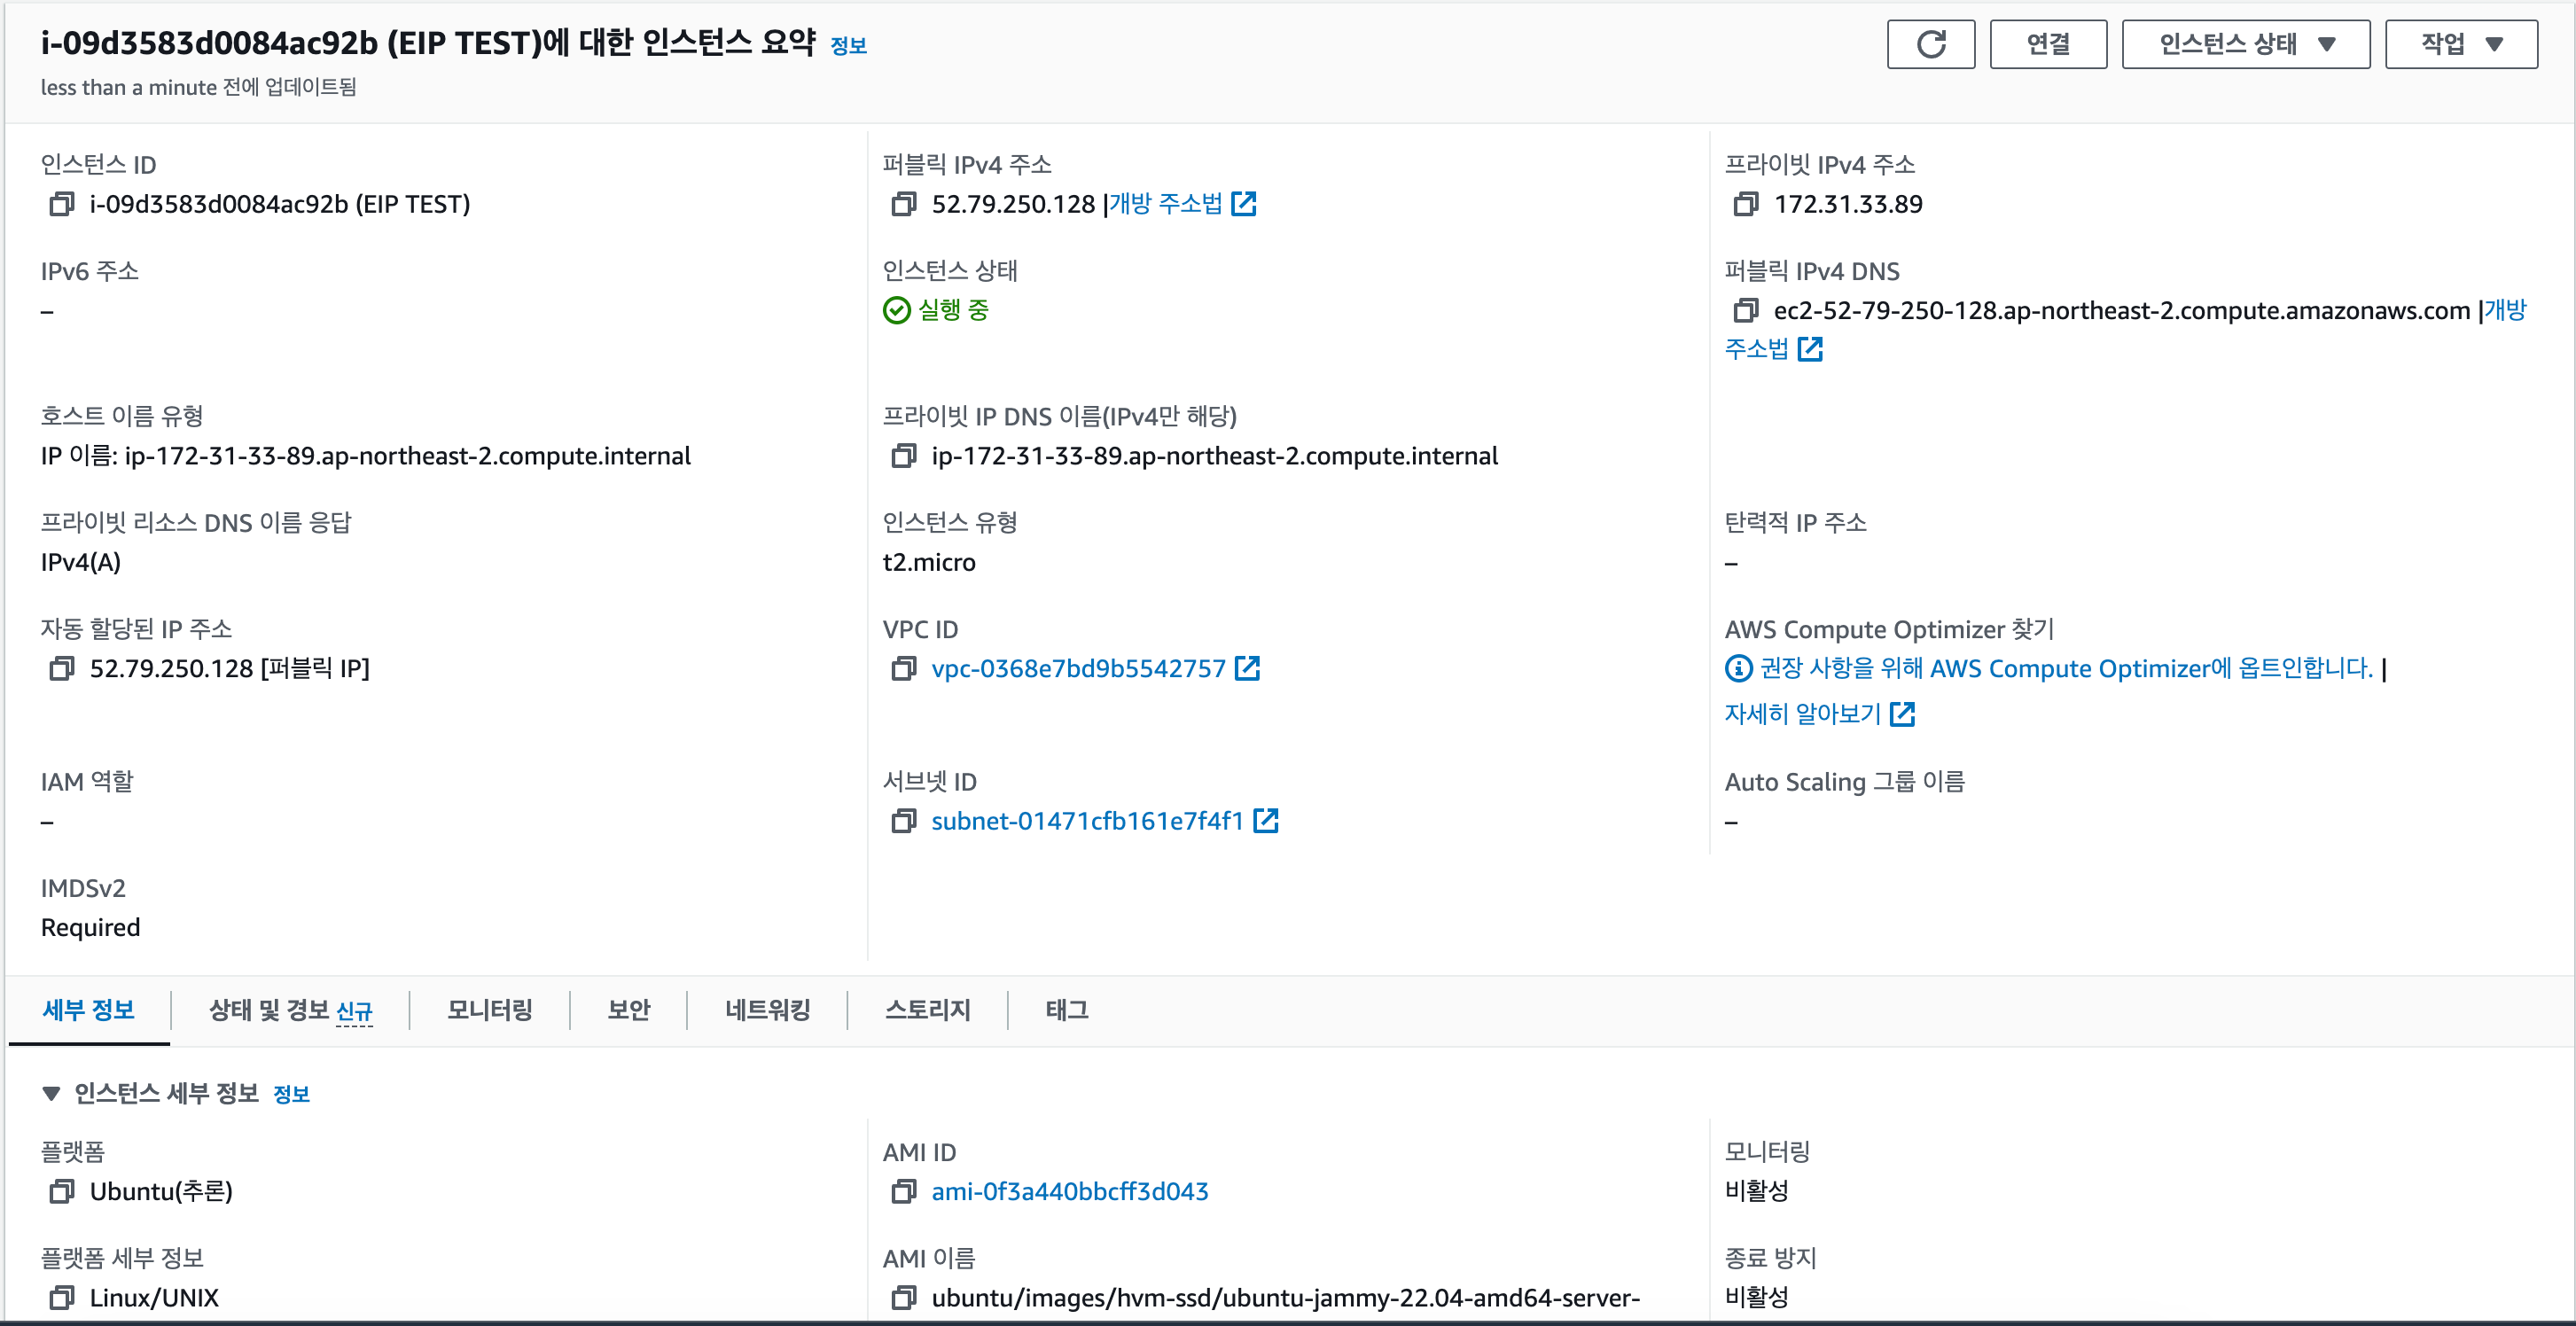 i-09d3583d0084ac92b (EIP TEST)에 대한 인스턴스 요약 정보
less than a minute 전에 업데이트됨
연결
인스턴스 상태 ▼
작업 ▼
인스턴스 ID
i-09d3583d0084ac92b (EIP TEST)
퍼블릭 IPv4 주소
52.79.250.128 |개방 주소법
프라이빗 IPv4 주소
172.31.33.89
IPv6 주소
–
인스턴스 상태
실행 중
퍼블릭 IPv4 DNS
ec2-52-79-250-128.ap-northeast-2.compute.amazonaws.com |개방
주소법
호스트 이름 유형
IP 이름: ip-172-31-33-89.ap-northeast-2.compute.internal
프라이빗 IP DNS 이름(IPv4만 해당)
ip-172-31-33-89.ap-northeast-2.compute.internal
프라이빗 리소스 DNS 이름 응답
IPv4(A)
인스턴스 유형
t2.micro
탄력적 IP 주소
–
자동 할당된 IP 주소
52.79.250.128 [퍼블릭 IP]
VPC ID
vpc-0368e7bd9b5542757
AWS Compute Optimizer 찾기
권장 사항을 위해 AWS Compute Optimizer에 옵트인합니다. |
자세히 알아보기
IAM 역할
–
서브넷 ID
subnet-01471cfb161e7f4f1
Auto Scaling 그룹 이름
–
IMDSv2
Required
세부 정보
상태 및 경보 신규
모니터링
보안
네트워킹
스토리지
태그
▼ 인스턴스 세부 정보 정보
플랫폼
Ubuntu(추론)
AMI ID
ami-0f3a440bbcff3d043
모니터링
비활성
플랫폼 세부 정보
Linux/UNIX
AMI 이름
ubuntu/images/hvm-ssd/ubuntu-jammy-22.04-amd64-server-
종료 방지
비활성